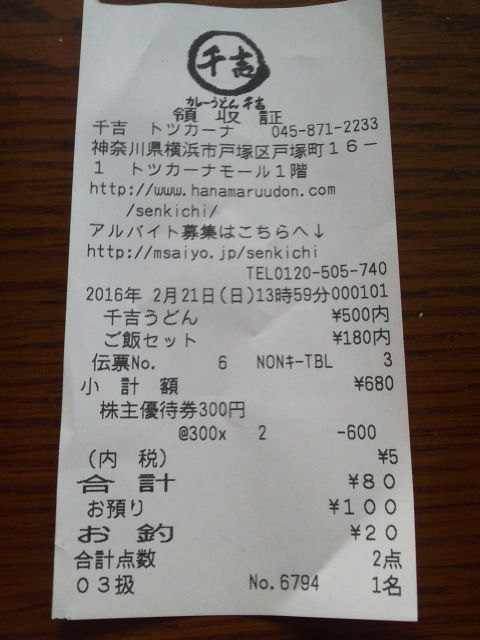 千吉
カレーうどん 千吉
領収証
千吉 トツカーナ 045-871-2233
神奈川県横浜市戸塚区戸塚町16-
1 トツカーナモール1階
http://www.hanamaruudon.com
/senkichi/
アルバイト募集はこちらへ↓
http://msaiyo.jp/senkichi
TEL0120-505-740
2016年 2月21日(日)13時59分000101
千吉うどん ¥500内
ご飯セット ¥180内
伝票No. 6 NONキーTBL 3
小計額 ¥680
株主優待券300円
@300x 2 -600
(内 税) ¥5
合計 ¥80
お預り ¥100
お釣 ¥20
合計点数 2点
03扱 No.6794 1名